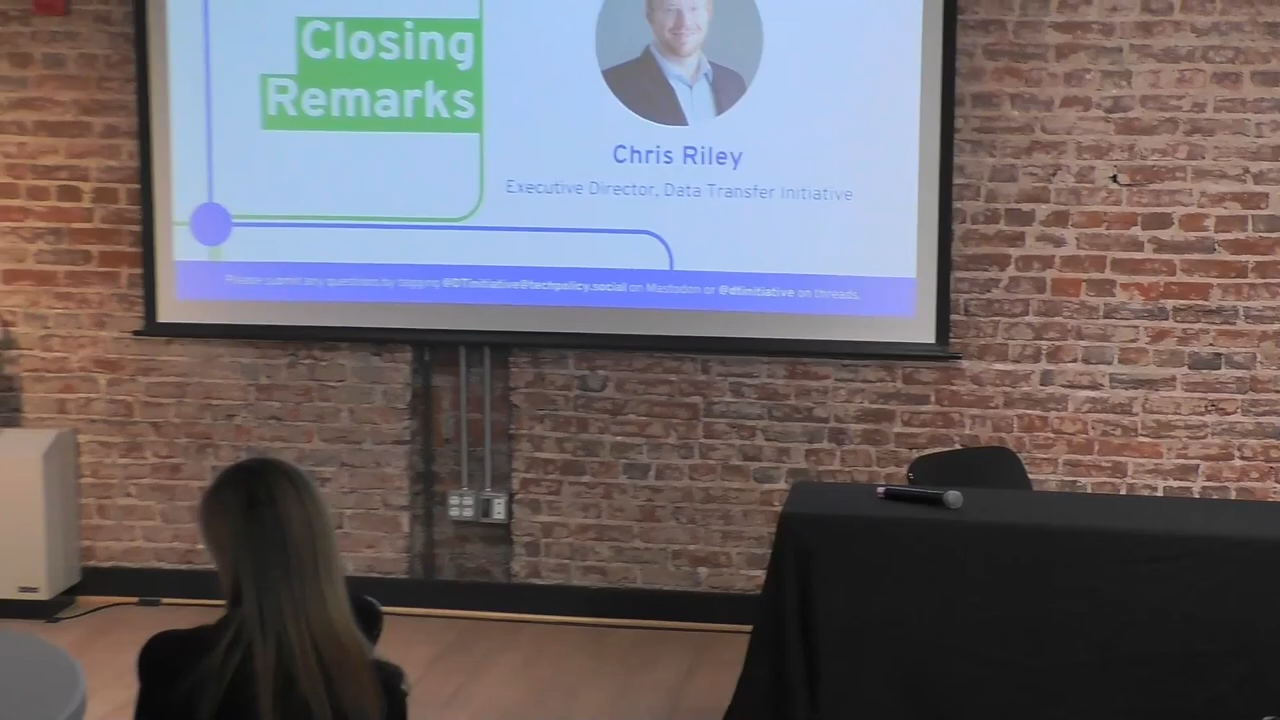 Closing
Remarks
Chris Riley
Executive Director, Data Transfer Initiative
Please submit any questions by tagging @DTinitiative@techpolicy.social on Mastodon or @dtinitiative on threads.